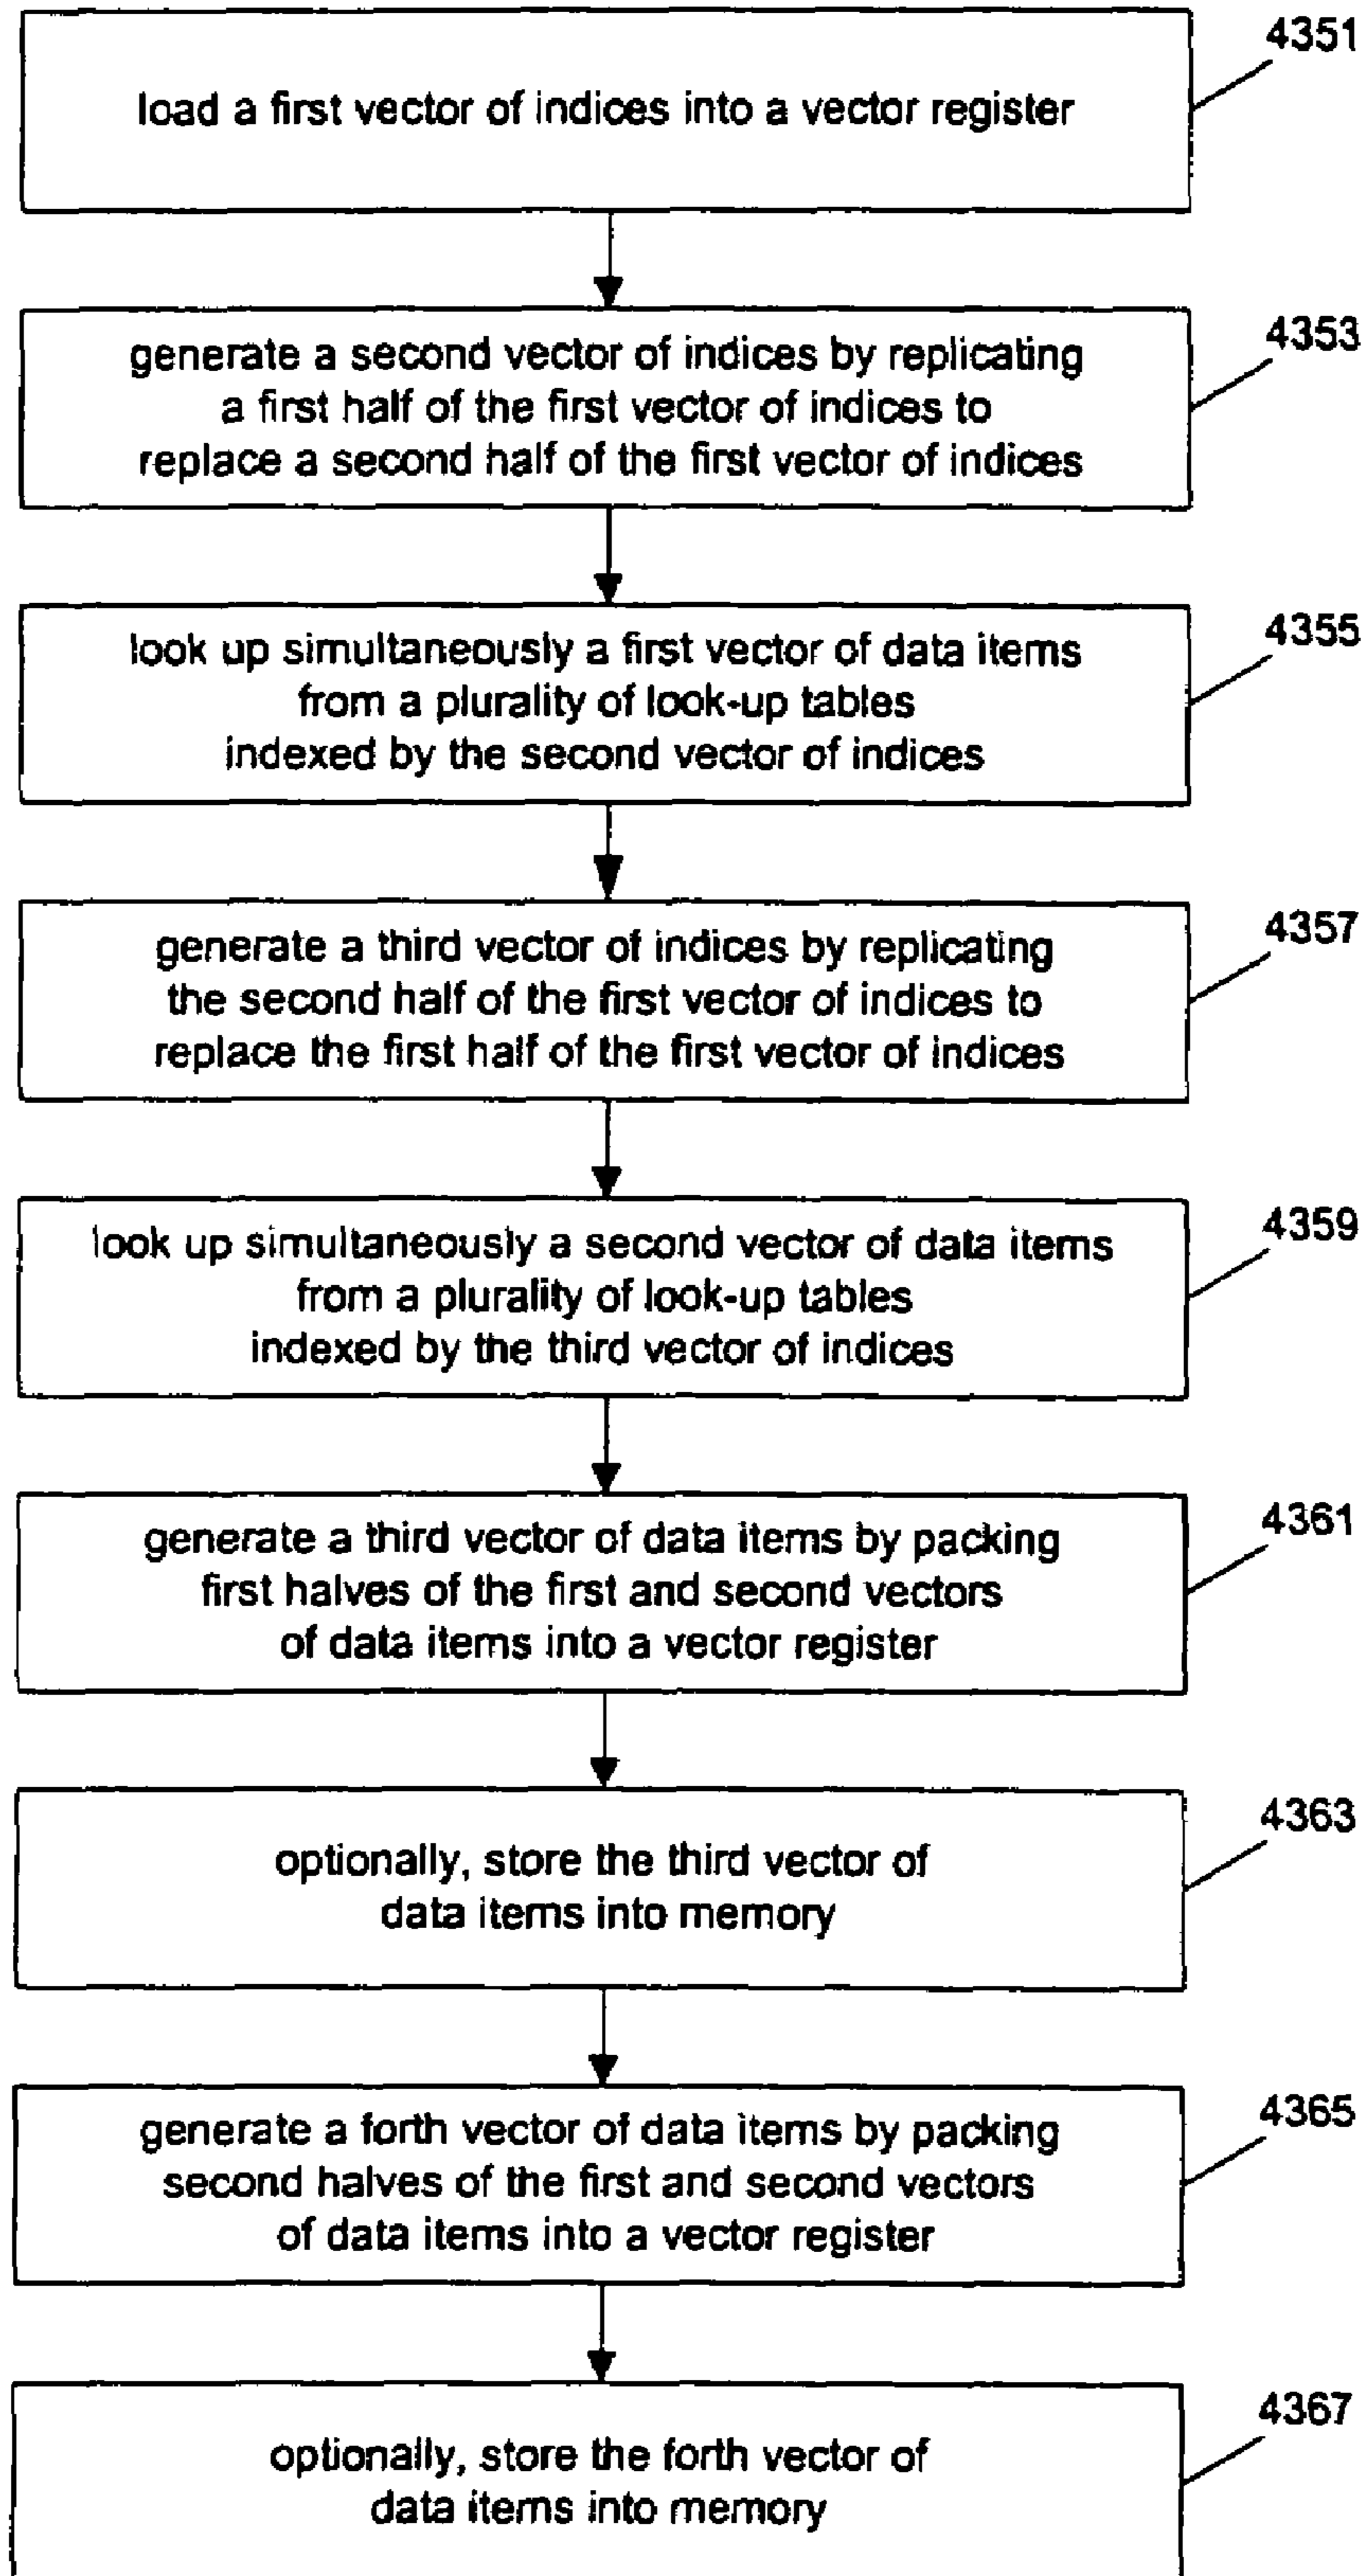 4351
load a first vector of indices into a vector register
4353
generate a second vector of indices by replicating
a first half of the first vector of indices to
replace a second half of the first vector of indices
4355
look up simultaneously a first vector of data items
from a plurality of look-up tables
indexed by the second vector of indices
4357
generate a third vector of indices by replicating
the second half of the first vector of indices to
replace the first half of the first vector of indices
4359
look up simultaneously a second vector of data items
from a plurality of look-up tables
indexed by the third vector of indices
4361
generate a third vector of data items by packing
first halves of the first and second vectors
of data items into a vector register
4363
optionally, store the third vector of
data items into memory
4365
generate a forth vector of data items by packing
second halves of the first and second vectors
of data items into a vector register
4367
optionally, store the forth vector of
data items into memory